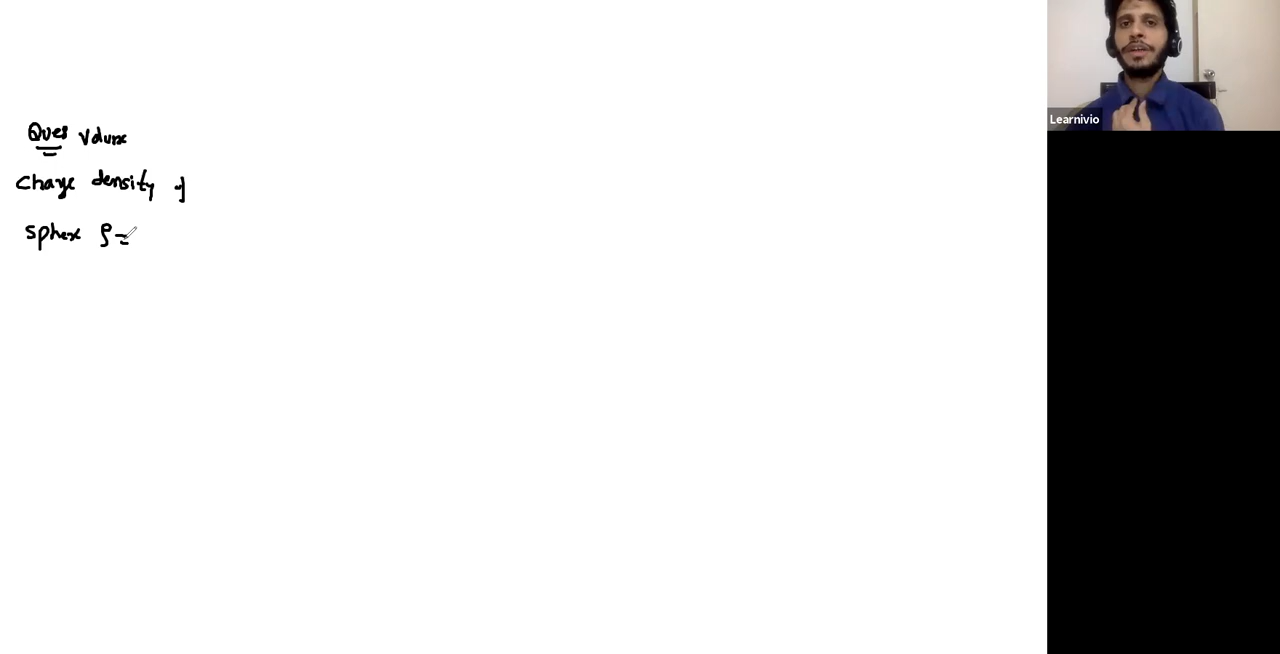 Ques Volume
Charge density of
Sphere ρ =
Learnivio